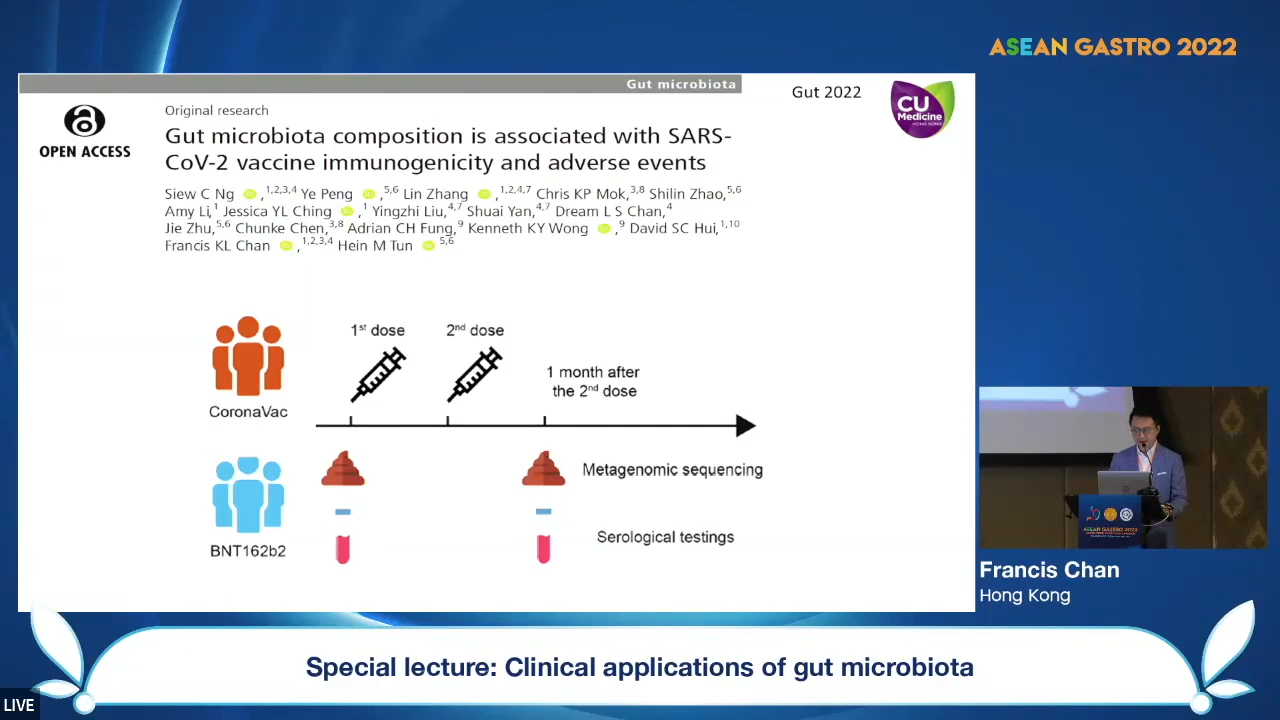 ASEAN GASTRO 2022
Gut microbiota
Gut 2022
CU
Medicine
HONG KONG
OPEN ACCESS
Original research
Gut microbiota composition is associated with SARS-
CoV-2 vaccine immunogenicity and adverse events
Siew C Ng ,1,2,3,4 Ye Peng ,5,6 Lin Zhang ,1,2,4,7 Chris KP Mok,3,8 Shilin Zhao,5,6
Amy Li,1 Jessica YL Ching ,1 Yingzhi Liu,4,7 Shuai Yan,4,7 Dream L S Chan,4
Jie Zhu,5,6 Chunke Chen,3,8 Adrian CH Fung,9 Kenneth KY Wong ,9 David SC Hui,1,10
Francis KL Chan ,1,2,3,4 Hein M Tun 5,6
1st dose
2nd dose
1 month after
the 2nd dose
CoronaVac
Metagenomic sequencing
Serological testings
BNT162b2
ASEAN GASTRO 2022
Francis Chan
Hong Kong
Special lecture: Clinical applications of gut microbiota
LIVE